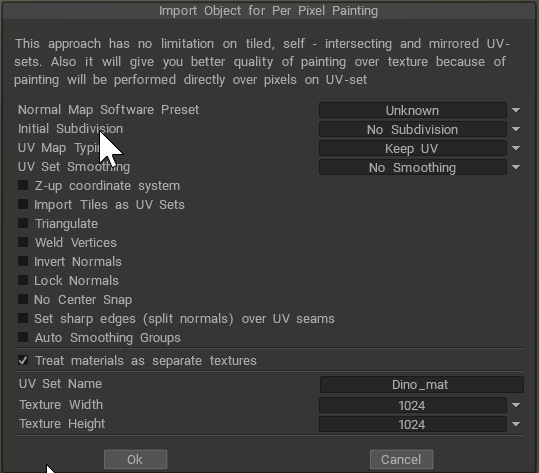 Import Object for Per Pixel Painting
This approach has no limitation on tiled, self - intersecting and mirrored UV-
sets. Also it will give you better quality of painting over texture because of
painting will be performed directly over pixels on UV-set
Normal Map Software Preset Unknown
Initial Subdivision No Subdivision
UV Map Typing Keep UV
UV Set Smoothing No Smoothing
Z-up coordinate system
Import Tiles as UV Sets
Triangulate
Weld Vertices
Invert Normals
Lock Normals
No Center Snap
Set sharp edges (split normals) over UV seams
Auto Smoothing Groups
Treat materials as separate textures
UV Set Name Dino_mat
Texture Width 1024
Texture Height 1024
Ok Cancel